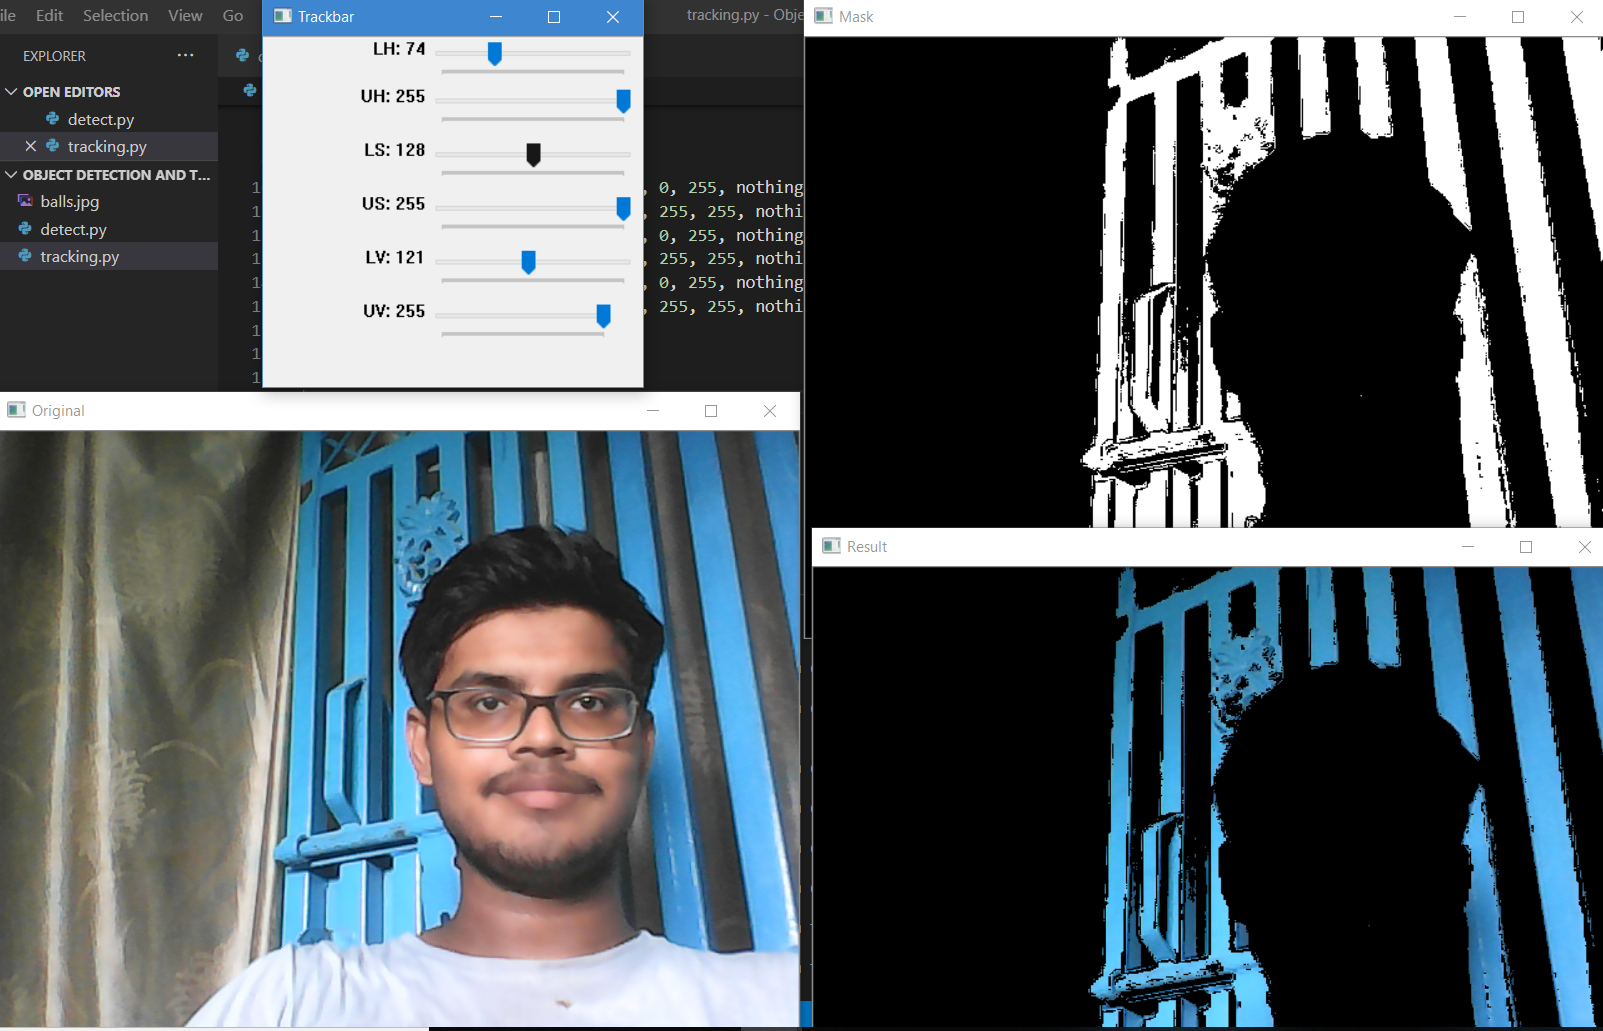 ile Edit Selection View Go
Trackbar
tracking.py - Obje
Mask
EXPLORER
OPEN EDITORS
detect.py
tracking.py
OBJECT DETECTION AND T...
balls.jpg
detect.py
tracking.py
LH: 74
UH: 255
LS: 128
US: 255
LV: 121
UV: 255
1 , 0, 255, nothing
1 , 255, 255, nothi
1 , 0, 255, nothing
1 , 255, 255, nothi
1 , 0, 255, nothing
1 , 255, 255, nothi
1
1
1
Original
Result